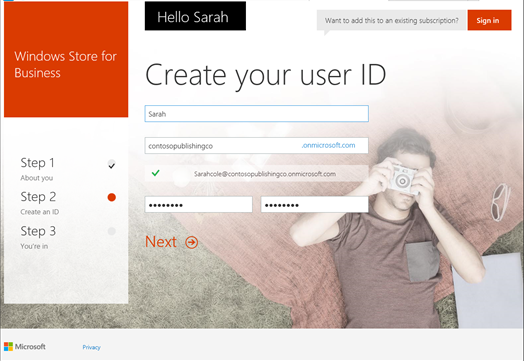 Windows Store for
Business
Hello Sarah
Want to add this to an existing subscription?
Sign in
Create your user ID
Sarah
contosopublishingco
.onmicrosoft.com
Sarahcole@contosopublishingco.onmicrosoft.com
Step 1
About you
Step 2
Create an ID
Step 3
You're in
Next
Microsoft
Privacy